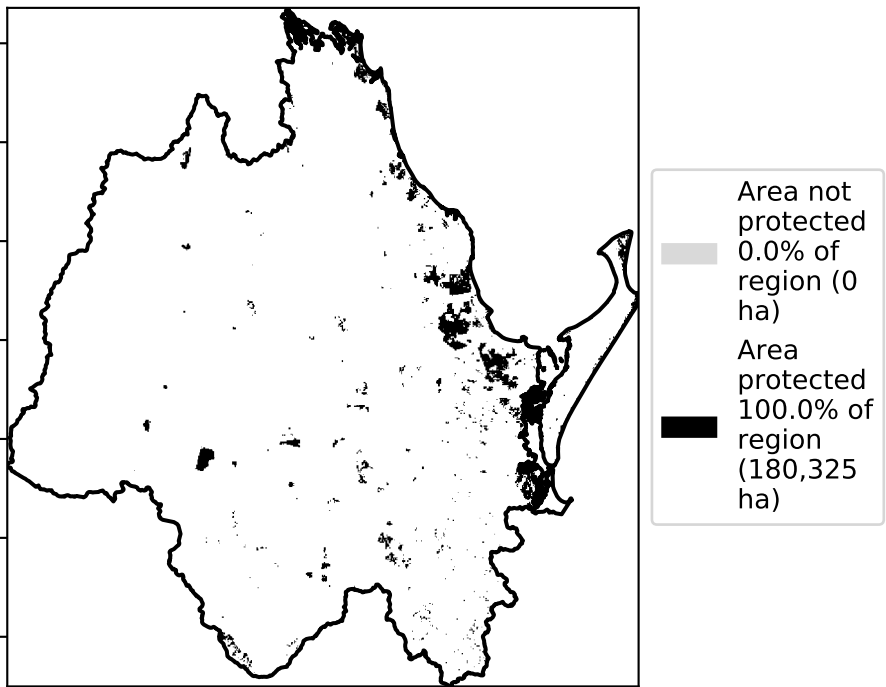 Area not
protected
0.0% of
region (0
ha)
Area
protected
100.0% of
region
(180,325
ha)